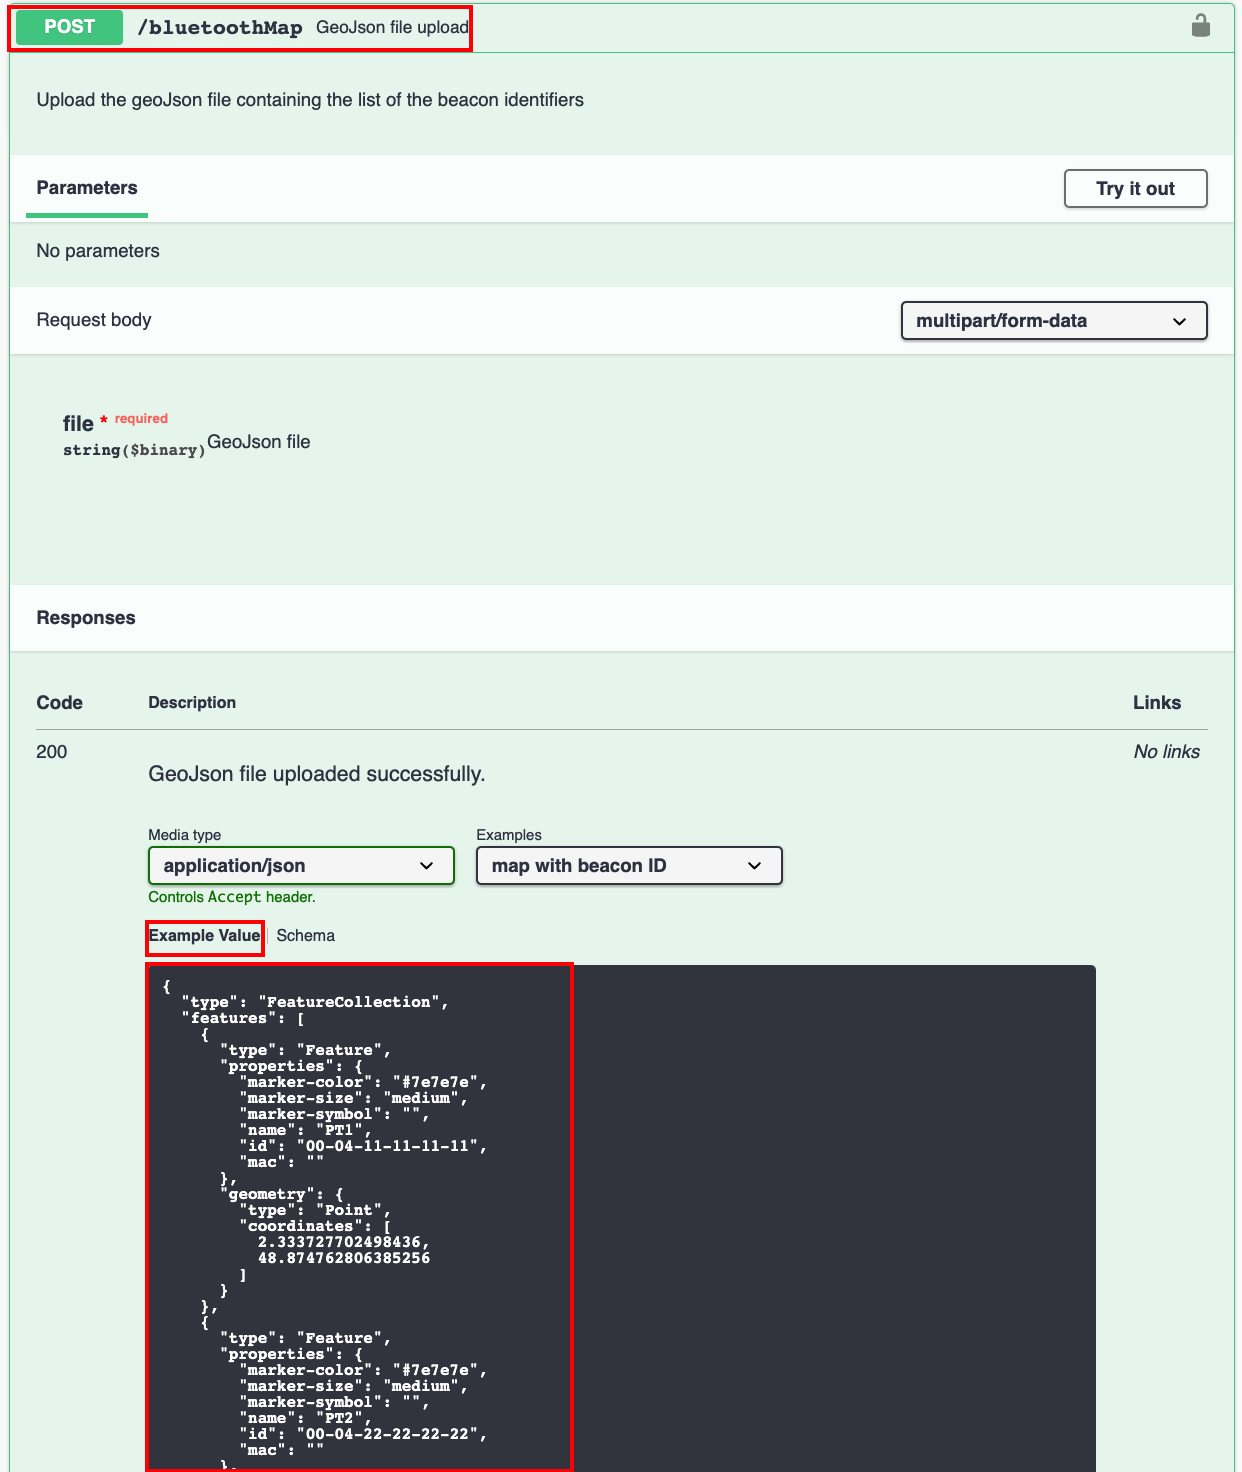 POST /bluetoothMap GeoJson file upload
Upload the geoJson file containing the list of the beacon identifiers
Parameters
Try it out
No parameters
Request body
multipart/form-data
file * required
string($binary)
GeoJson file
Responses
Code Description Links
200
GeoJson file uploaded successfully.
No links
Media type
application/json
Controls Accept header.
Examples
map with beacon ID
Example Value | Schema
{
  "type": "FeatureCollection",
  "features": [
    {
      "type": "Feature",
      "properties": {
        "marker-color": "#7e7e7e",
        "marker-size": "medium",
        "marker-symbol": "",
        "name": "PT1",
        "id": "00-04-11-11-11-11",
        "mac": ""
      },
      "geometry": {
        "type": "Point",
        "coordinates": [
          2.333727702498436,
          48.874762806385256
        ]
      }
    },
    {
      "type": "Feature",
      "properties": {
        "marker-color": "#7e7e7e",
        "marker-size": "medium",
        "marker-symbol": "",
        "name": "PT2",
        "id": "00-04-22-22-22-22",
        "mac": ""
      },